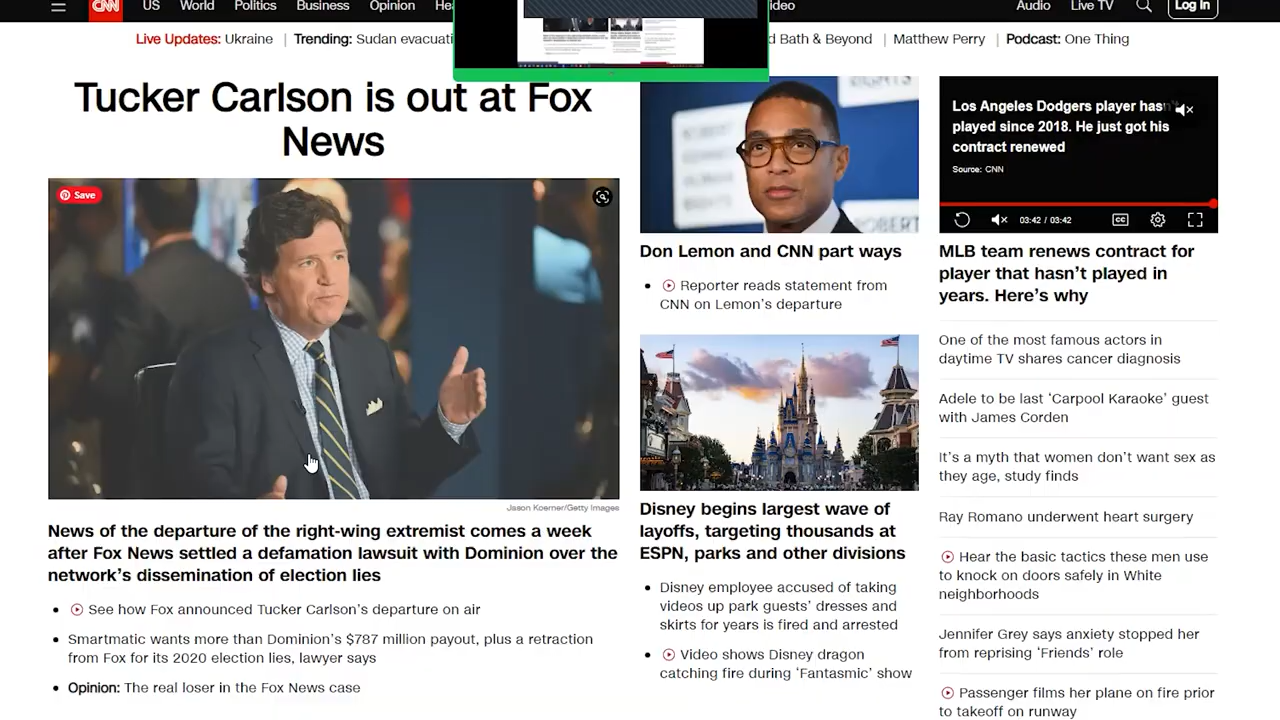 CNN
US World Politics Business Opinion
Audio Live TV Log In
Live Updates: Ukraine | Trending:
Bath & Matthew Thing
Tucker Carlson is out at Fox
News
Save
Jason Koerner/Getty Images
News of the departure of the right-wing extremist comes a week
after Fox News settled a defamation lawsuit with Dominion over the
network's dissemination of election lies
See how Fox announced Tucker Carlson's departure on air
Smartmatic wants more than Dominion's $787 million payout, plus a retraction
from Fox for its 2020 election lies, lawyer says
Opinion: The real loser in the Fox News case
Don Lemon and CNN part ways
Reporter reads statement from
CNN on Lemon's departure
Disney begins largest wave of
layoffs, targeting thousands at
ESPN, parks and other divisions
Disney employee accused of taking
videos up park guests' dresses and
skirts for years is fired and arrested
Video shows Disney dragon
catching fire during 'Fantasmic' show
Los Angeles Dodgers player hasn't
played since 2018. He just got his
contract renewed
Source: CNN
03:42 / 03:42
CC
MLB team renews contract for
player that hasn't played in
years. Here's why
One of the most famous actors in
daytime TV shares cancer diagnosis
Adele to be last 'Carpool Karaoke' guest
with James Corden
It's a myth that women don't want sex as
they age, study finds
Ray Romano underwent heart surgery
Hear the basic tactics these men use
to knock on doors safely in White
neighborhoods
Jennifer Grey says anxiety stopped her
from reprising 'Friends' role
Passenger films her plane on fire prior
to takeoff on runway